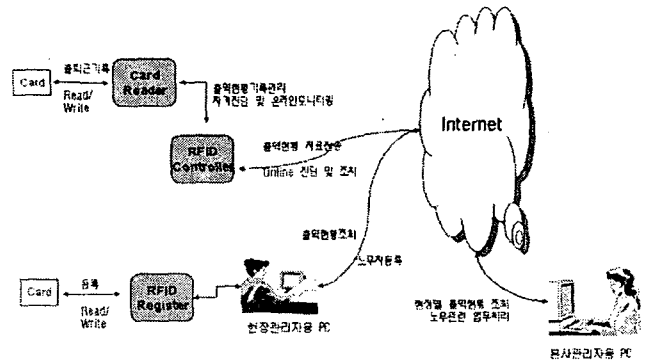 Card
출퇴근기록
Read/
Write
Card
Reader
출역현황기록관리
자가진단 및 온라인모니터링
RFID
Controller
출역현황 자료전송
Online 진단 및 조치
Internet
출역현황조회
노무자등록
Card
등록
Read/
Write
RFID
Register
현장관리자용 PC
현장별 출역현황 조회
노무관련 업무처리
본사관리자용 PC